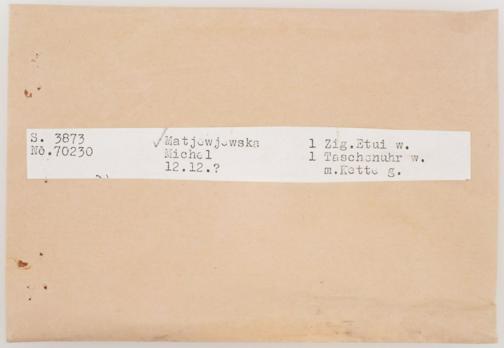 S. 3873
No.70230
Matjewjewska
Michel
12.12.?
1 Zig.Etui w.
1 Taschenuhr w.
m.Kette g.